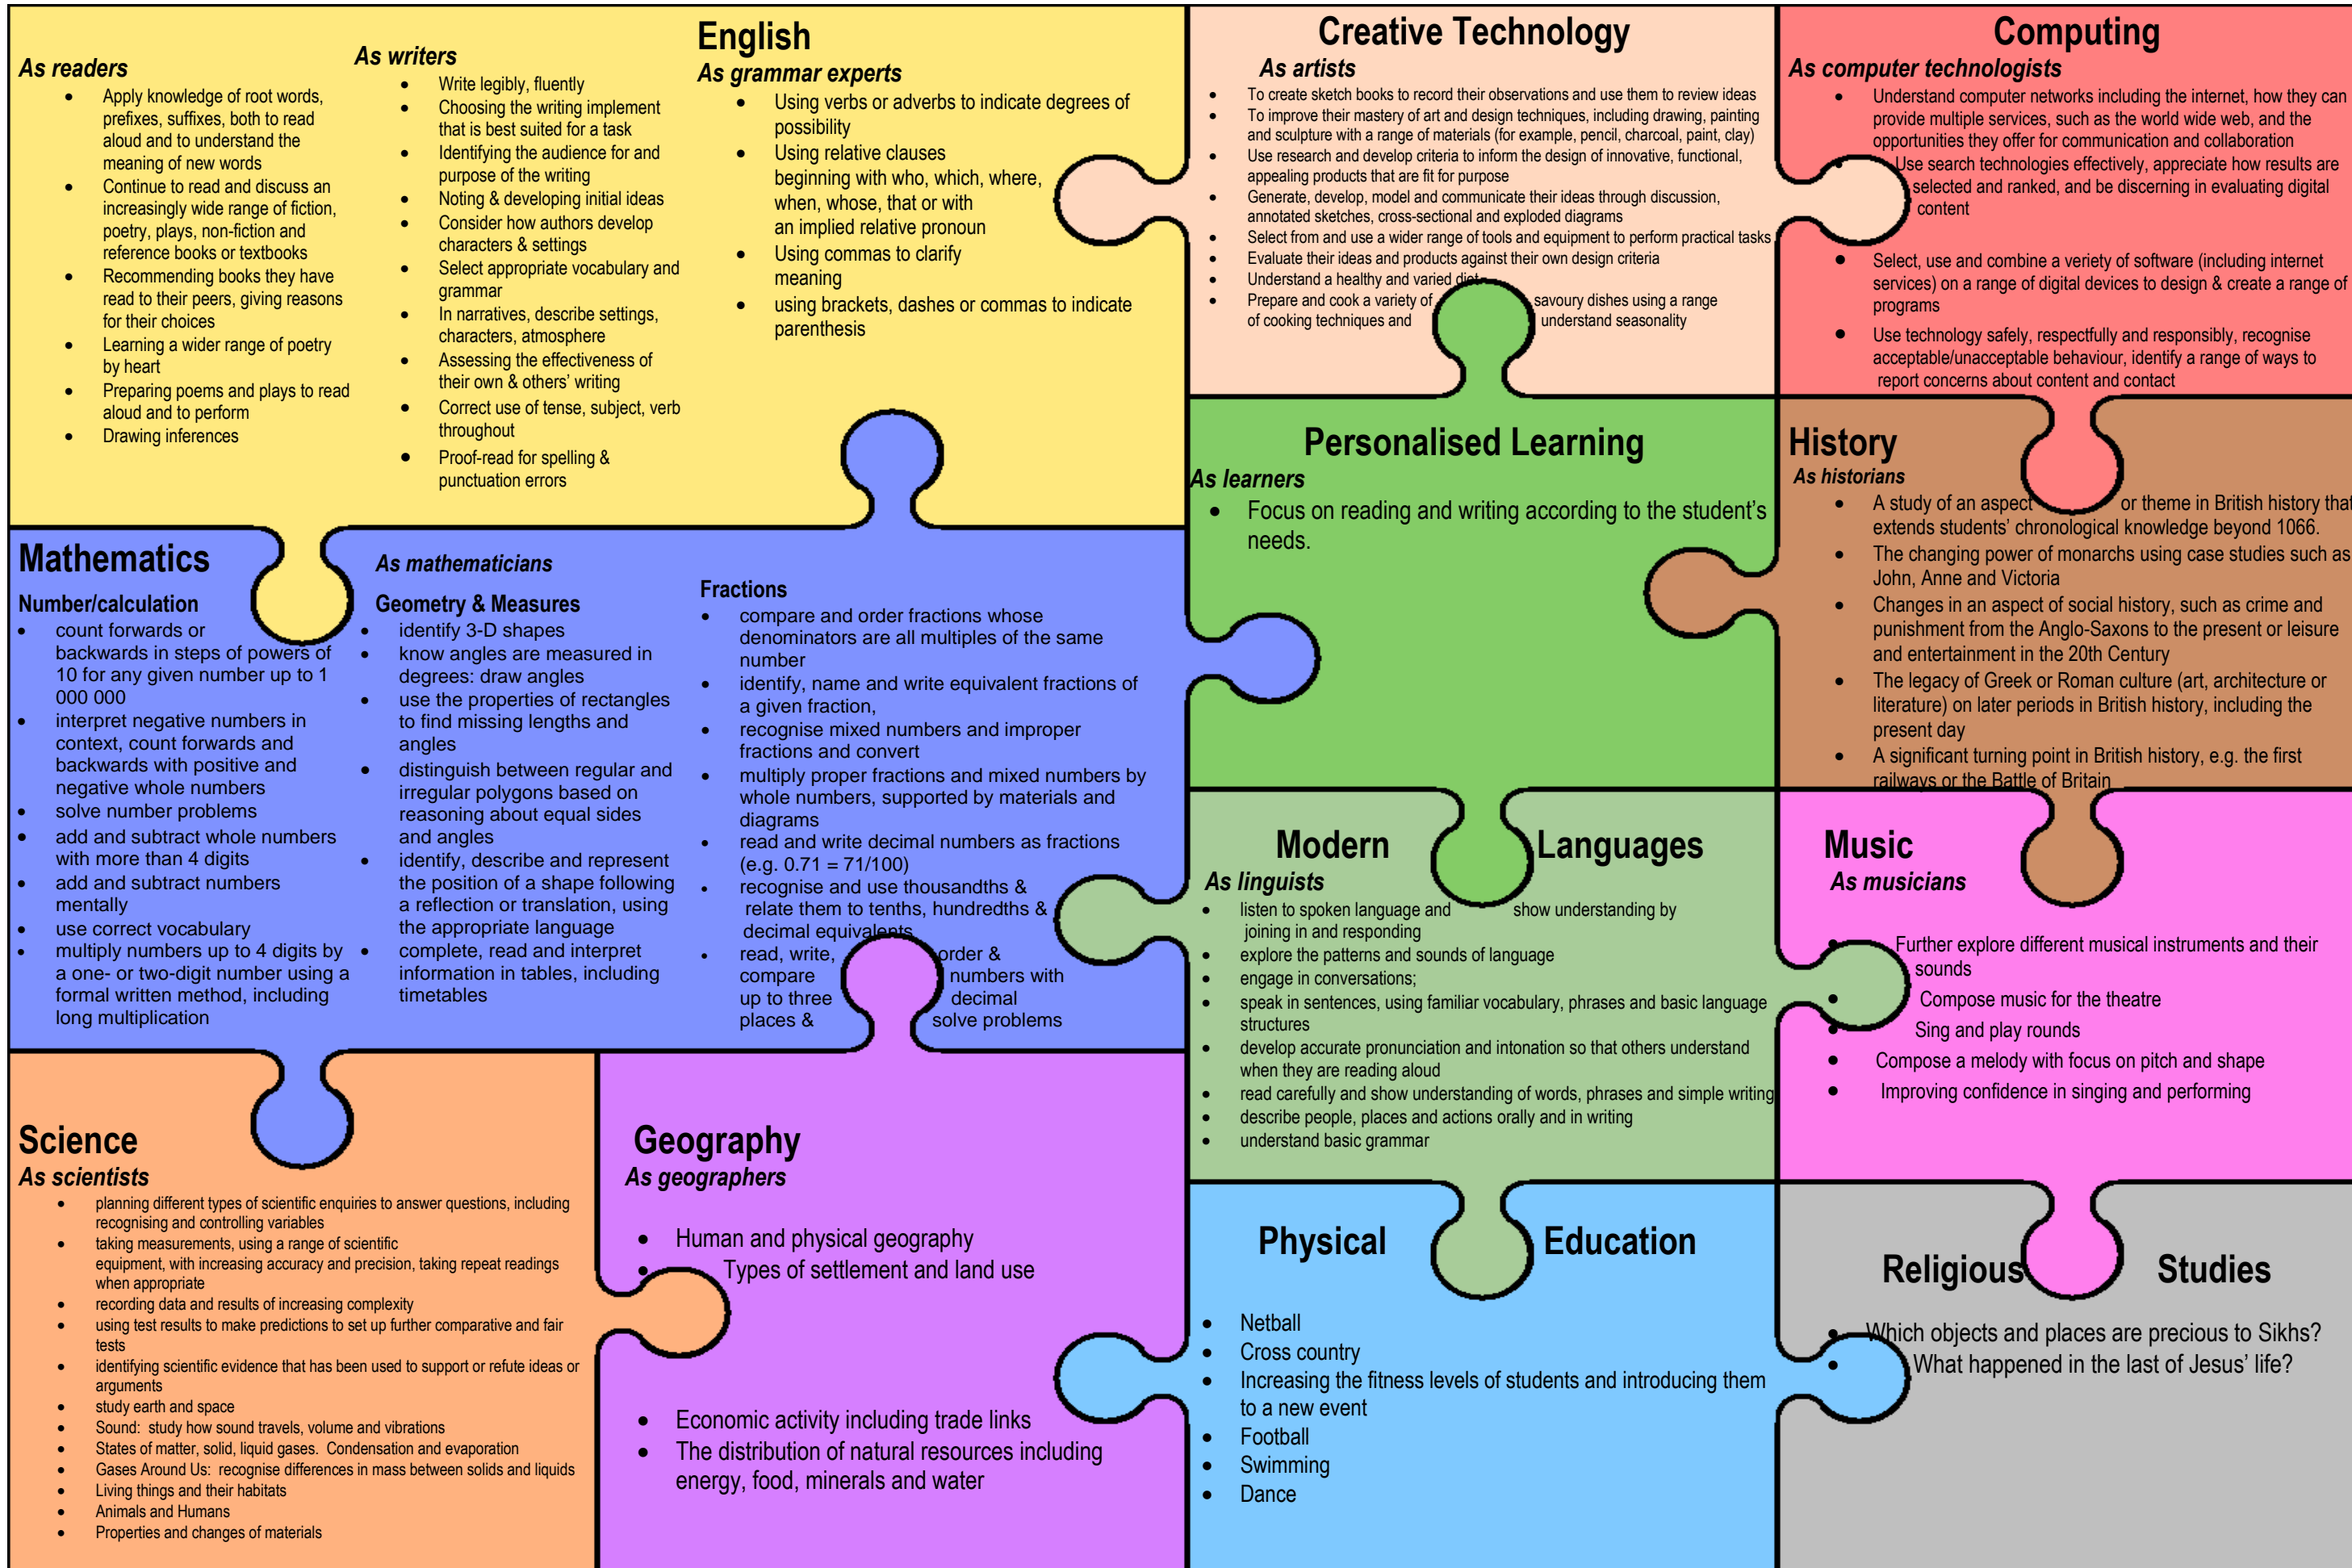 English
As readers
• Apply knowledge of root words,
prefixes, suffixes, both to read
aloud and to understand the
meaning of new words
• Continue to read and discuss an
increasingly wide range of fiction,
poetry, plays, non-fiction and
reference books or textbooks
• Recommending books they have
read to their peers, giving reasons
for their choices
• Learning a wider range of poetry
by heart
• Preparing poems and plays to read
aloud and to perform
• Drawing inferences
As writers
• Write legibly, fluently
• Choosing the writing implement
that is best suited for a task
• Identifying the audience for and
purpose of the writing
• Noting & developing initial ideas
• Consider how authors develop
characters & settings
• Select appropriate vocabulary and
grammar
• In narratives, describe settings,
characters, atmosphere
• Assessing the effectiveness of
their own & others' writing
• Correct use of tense, subject, verb
throughout
• Proof-read for spelling &
punctuation errors
As grammar experts
• Using verbs or adverbs to indicate degrees of
possibility
• Using relative clauses
beginning with who, which, where,
when, whose, that or with
an implied relative pronoun
• Using commas to clarify
meaning
• using brackets, dashes or commas to indicate
parenthesis
Creative Technology
As artists
• To create sketch books to record their observations and use them to review ideas
• To improve their mastery of art and design techniques, including drawing, painting
and sculpture with a range of materials (for example, pencil, charcoal, paint, clay)
• Use research and develop criteria to inform the design of innovative, functional,
appealing products that are fit for purpose
• Generate, develop, model and communicate their ideas through discussion,
annotated sketches, cross-sectional and exploded diagrams
• Select from and use a wider range of tools and equipment to perform practical tasks
• Evaluate their ideas and products against their own design criteria
• Understand a healthy and varied diet
• Prepare and cook a variety of savoury dishes using a range
of cooking techniques and understand seasonality
Computing
As computer technologists
• Understand computer networks including the internet, how they can
provide multiple services, such as the world wide web, and the
opportunities they offer for communication and collaboration
• Use search technologies effectively, appreciate how results are
selected and ranked, and be discerning in evaluating digital
content
• Select, use and combine a veriety of software (including internet
services) on a range of digital devices to design & create a range of
programs
• Use technology safely, respectfully and responsibly, recognise
acceptable/unacceptable behaviour, identify a range of ways to
report concerns about content and contact
Personalised Learning
As learners
• Focus on reading and writing according to the student's
needs.
History
As historians
• A study of an aspect or theme in British history that
extends students' chronological knowledge beyond 1066.
• The changing power of monarchs using case studies such as
John, Anne and Victoria
• Changes in an aspect of social history, such as crime and
punishment from the Anglo-Saxons to the present or leisure
and entertainment in the 20th Century
• The legacy of Greek or Roman culture (art, architecture or
literature) on later periods in British history, including the
present day
• A significant turning point in British history, e.g. the first
railways or the Battle of Britain
Mathematics
As mathematicians
Number/calculation
• count forwards or
backwards in steps of powers of
10 for any given number up to 1
000 000
• interpret negative numbers in
context, count forwards and
backwards with positive and
negative whole numbers
• solve number problems
• add and subtract whole numbers
with more than 4 digits
• add and subtract numbers
mentally
• use correct vocabulary
• multiply numbers up to 4 digits by
a one- or two-digit number using a
formal written method, including
long multiplication
Geometry & Measures
• identify 3-D shapes
• know angles are measured in
degrees: draw angles
• use the properties of rectangles
to find missing lengths and
angles
• distinguish between regular and
irregular polygons based on
reasoning about equal sides
and angles
• identify, describe and represent
the position of a shape following
a reflection or translation, using
the appropriate language
• complete, read and interpret
information in tables, including
timetables
Fractions
• compare and order fractions whose
denominators are all multiples of the same
number
• identify, name and write equivalent fractions of
a given fraction,
• recognise mixed numbers and improper
fractions and convert
• multiply proper fractions and mixed numbers by
whole numbers, supported by materials and
diagrams
• read and write decimal numbers as fractions
(e.g. 0.71 = 71/100)
• recognise and use thousandths &
relate them to tenths, hundredths &
decimal equivalents
• read, write, order &
compare numbers with
up to three decimal
places & solve problems
Modern Languages
As linguists
• listen to spoken language and show understanding by
joining in and responding
• explore the patterns and sounds of language
• engage in conversations;
• speak in sentences, using familiar vocabulary, phrases and basic language
structures
• develop accurate pronunciation and intonation so that others understand
when they are reading aloud
• read carefully and show understanding of words, phrases and simple writing
• describe people, places and actions orally and in writing
• understand basic grammar
Music
As musicians
• Further explore different musical instruments and their
sounds
• Compose music for the theatre
• Sing and play rounds
• Compose a melody with focus on pitch and shape
• Improving confidence in singing and performing
Science
As scientists
• planning different types of scientific enquiries to answer questions, including
recognising and controlling variables
• taking measurements, using a range of scientific
equipment, with increasing accuracy and precision, taking repeat readings
when appropriate
• recording data and results of increasing complexity
• using test results to make predictions to set up further comparative and fair
tests
• identifying scientific evidence that has been used to support or refute ideas or
arguments
• study earth and space
• Sound: study how sound travels, volume and vibrations
• States of matter, solid, liquid gases. Condensation and evaporation
• Gases Around Us: recognise differences in mass between solids and liquids
• Living things and their habitats
• Animals and Humans
• Properties and changes of materials
Geography
As geographers
• Human and physical geography
• Types of settlement and land use
• Economic activity including trade links
• The distribution of natural resources including
energy, food, minerals and water
Physical Education
• Netball
• Cross country
• Increasing the fitness levels of students and introducing them
to a new event
• Football
• Swimming
• Dance
Religious Studies
• Which objects and places are precious to Sikhs?
• What happened in the last of Jesus' life?